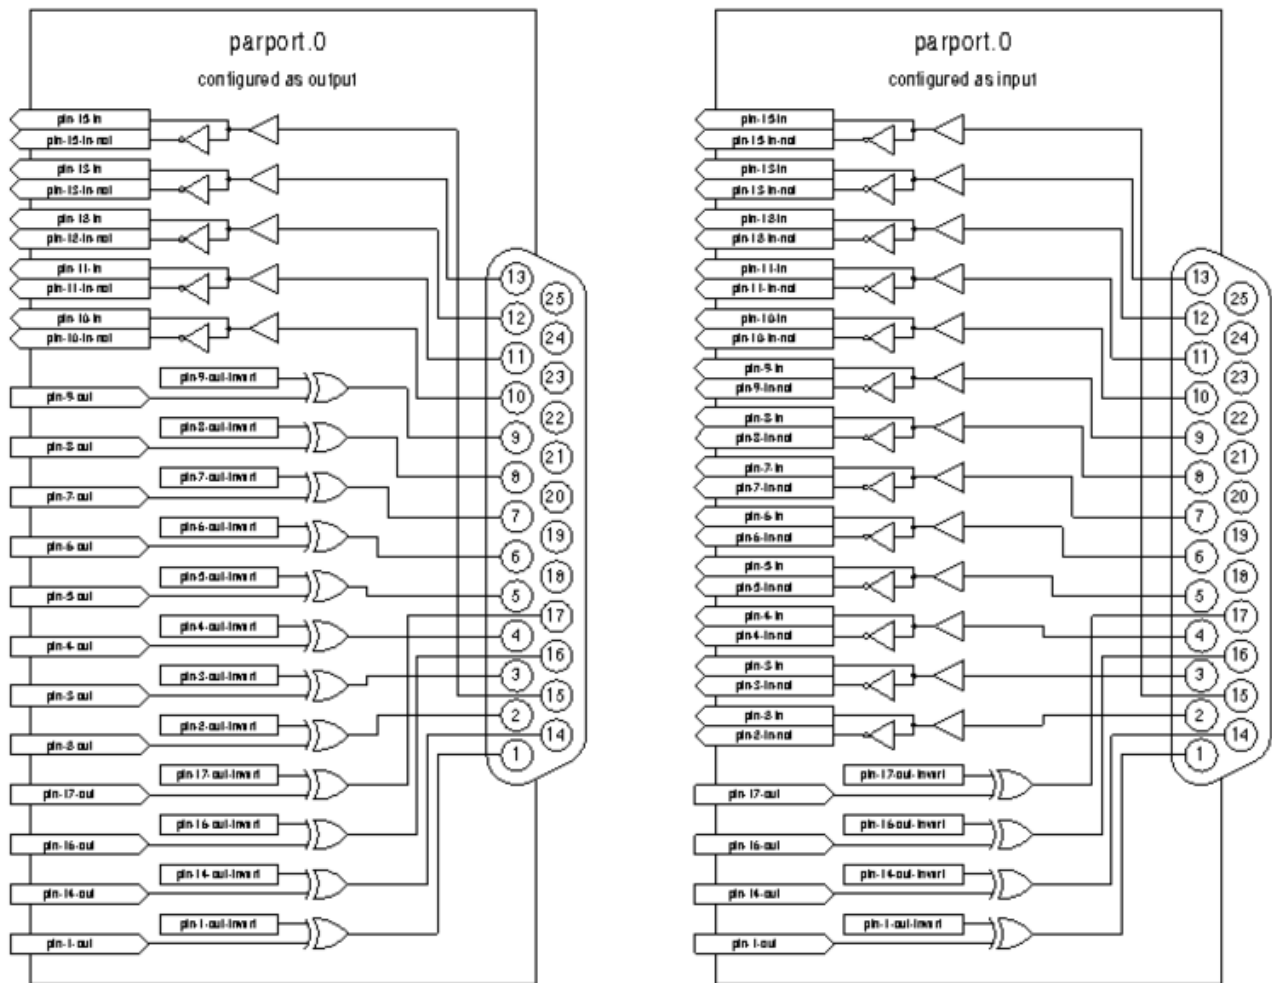 parport.0
configured as output
pin-15-in
pin-15-in-not
pin-13-in
pin-13-in-not
pin-12-in
pin-12-in-not
pin-11-in
pin-11-in-not
pin-10-in
pin-10-in-not
pin-9-out-invert
pin-9-out
pin-8-out-invert
pin-8-out
pin-7-out-invert
pin-7-out
pin-6-out-invert
pin-6-out
pin-5-out-invert
pin-5-out
pin-4-out-invert
pin-4-out
pin-3-out-invert
pin-3-out
pin-2-out-invert
pin-2-out
pin-17-out-invert
pin-17-out
pin-16-out-invert
pin-16-out
pin-14-out-invert
pin-14-out
pin-1-out-invert
pin-1-out
13
25
12
24
11
23
10
22
9
21
8
20
7
19
6
18
5
17
4
16
3
15
2
14
1
parport.0
configured as input
pin-15-in
pin-15-in-not
pin-13-in
pin-13-in-not
pin-12-in
pin-12-in-not
pin-11-in
pin-11-in-not
pin-10-in
pin-10-in-not
pin-9-in
pin-9-in-not
pin-8-in
pin-8-in-not
pin-7-in
pin-7-in-not
pin-6-in
pin-6-in-not
pin-5-in
pin-5-in-not
pin-4-in
pin-4-in-not
pin-3-in
pin-3-in-not
pin-2-in
pin-2-in-not
pin-17-out-invert
pin-17-out
pin-16-out-invert
pin-16-out
pin-14-out-invert
pin-14-out
pin-1-out-invert
pin-1-out
13
25
12
24
11
23
10
22
9
21
8
20
7
19
6
18
5
17
4
16
3
15
2
14
1